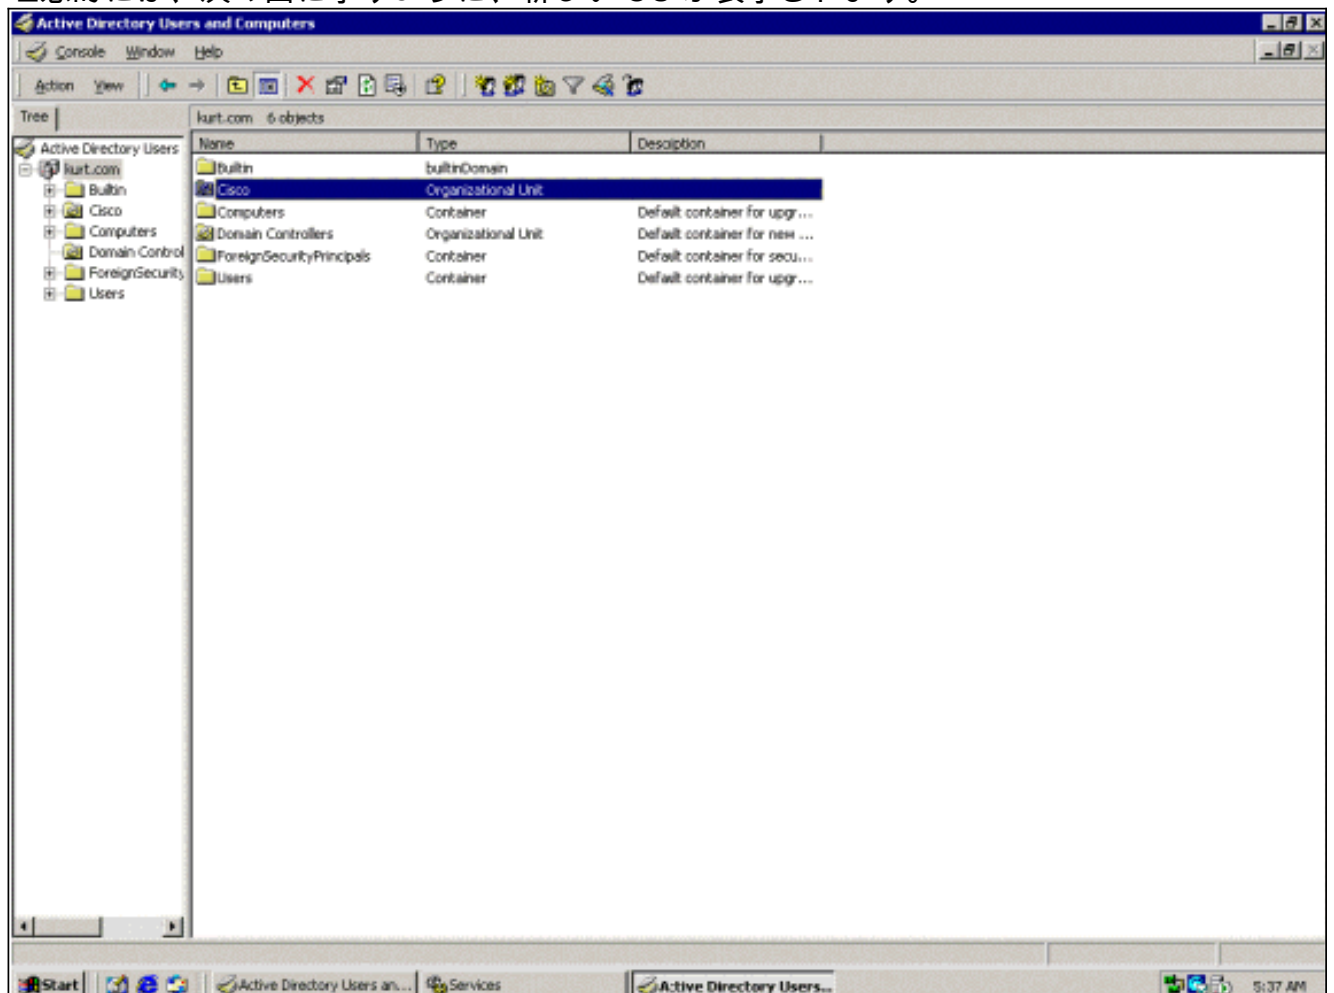 Active Directory Users and Computers
Console Window Help
Action View
Tree
kurt.com 6 objects
Name Type Description
Active Directory Users
kurt.com
Builtin
Cisco
Computers
Domain Control
ForeignSecurity
Users
Builtin builtinDomain
Cisco Organizational Unit
Computers Container Default container for upgr...
Domain Controllers Organizational Unit Default container for new ...
ForeignSecurityPrincipals Container Default container for secu...
Users Container Default container for upgr...
Start Active Directory Users an... Services Active Directory Users... 5:37 AM